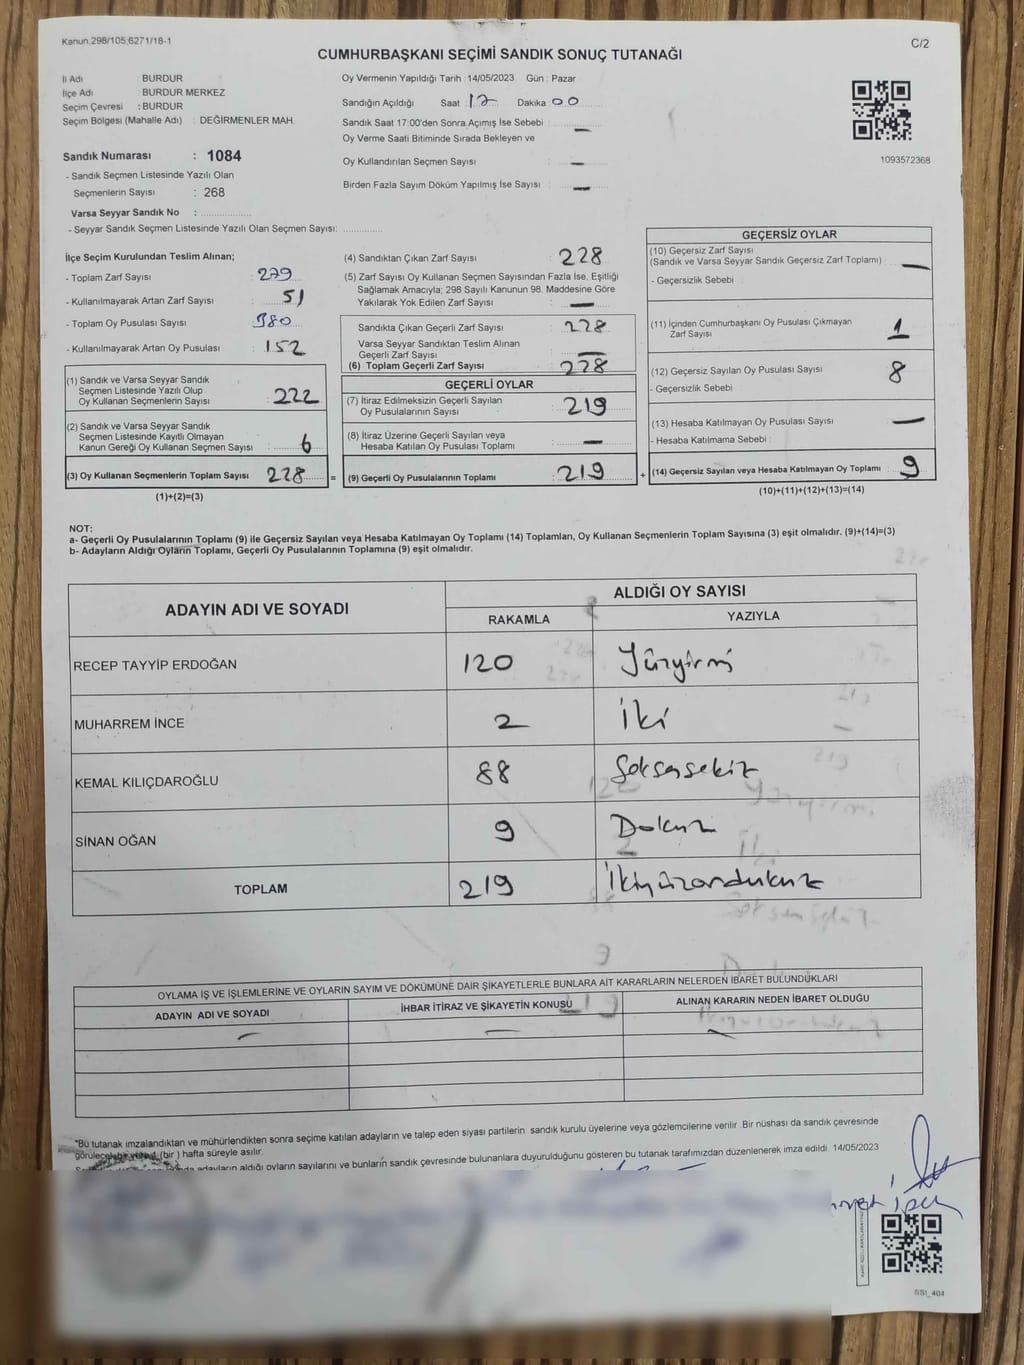 Kanun.298/105;6271/18-1
C/2
CUMHURBAŞKANI SEÇİMİ SANDIK SONUÇ TUTANAĞI
İl Adı : BURDUR
İlçe Adı : BURDUR MERKEZ
Seçim Çevresi : BURDUR
Seçim Bölgesi (Mahalle Adı) : DEĞİRMENLER MAH.
Oy Vermenin Yapıldığı Tarih : 14/05/2023 Gün : Pazar
Sandığın Açıldığı Saat 17 Dakika 00
Sandık Saat 17:00'den Sonra Açımış İse Sebebi : —
Oy Verme Saati Bitiminde Sırada Bekleyen ve
Oy Kullandırılan Seçmen Sayısı : —
Birden Fazla Sayım Döküm Yapılmış İse Sayısı : —
1093572368
Sandık Numarası : 1084
- Sandık Seçmen Listesinde Yazılı Olan
Seçmenlerin Sayısı : 268
Varsa Seyyar Sandık No :
- Seyyar Sandık Seçmen Listesinde Yazılı Olan Seçmen Sayısı:
İlçe Seçim Kurulundan Teslim Alınan;
- Toplam Zarf Sayısı : 279
- Kullanılmayarak Artan Zarf Sayısı : 51
- Toplam Oy Pusulası Sayısı : 380
- Kullanılmayarak Artan Oy Pusulası : 152
(1) Sandık ve Varsa Seyyar Sandık
Seçmen Listesinde Yazılı Olup
Oy Kullanan Seçmenlerin Sayısı : 222
(2) Sandık ve Varsa Seyyar Sandık
Seçmen Listesinde Kayıtlı Olmayan
Kanun Gereği Oy Kullanan Seçmen Sayısı : 6
(3) Oy Kullanan Seçmenlerin Toplam Sayısı 228 =
(1)+(2)=(3)
(4) Sandıktan Çıkan Zarf Sayısı : 228
(5) Zarf Sayısı Oy Kullanan Seçmen Sayısından Fazla İse, Eşitliği
Sağlamak Amacıyla; 298 Sayılı Kanunun 98. Maddesine Göre
Yakılarak Yok Edilen Zarf Sayısı : —
Sandıkta Çıkan Geçerli Zarf Sayısı : 228
Varsa Seyyar Sandıktan Teslim Alınan
Geçerli Zarf Sayısı : —
(6) Toplam Geçerli Zarf Sayısı : 228
GEÇERLİ OYLAR
(7) İtiraz Edilmeksizin Geçerli Sayılan
Oy Pusulalarının Sayısı : 219
(8) İtiraz Üzerine Geçerli Sayılan veya
Hesaba Katılan Oy Pusulası Toplamı : —
(9) Geçerli Oy Pusulalarının Toplamı : 219 +
GEÇERSİZ OYLAR
(10) Geçersiz Zarf Sayısı
(Sandık ve Varsa Seyyar Sandık Geçersiz Zarf Toplamı) : —
- Geçersizlik Sebebi
(11) İçinden Cumhurbaşkanı Oy Pusulası Çıkmayan
Zarf Sayısı : 1
(12) Geçersiz Sayılan Oy Pusulası Sayısı : 8
- Geçersizlik Sebebi
(13) Hesaba Katılmayan Oy Pusulası Sayısı : —
- Hesaba Katılmama Sebebi :
(14) Geçersiz Sayılan veya Hesaba Katılmayan Oy Toplamı : 9
(10)+(11)+(12)+(13)=(14)
NOT:
a- Geçerli Oy Pusulalarının Toplamı (9) ile Geçersiz Sayılan veya Hesaba Katılmayan Oy Toplamı (14) Toplamları, Oy Kullanan Seçmenlerin Toplam Sayısına (3) eşit olmalıdır. (9)+(14)=(3)
b- Adayların Aldığı Oyların Toplamı, Geçerli Oy Pusulalarının Toplamına (9) eşit olmalıdır.
ADAYIN ADI VE SOYADI
ALDIĞI OY SAYISI
RAKAMLA YAZIYLA
RECEP TAYYİP ERDOĞAN 120 Yüzyirmi
MUHARREM İNCE 2 İki
KEMAL KILIÇDAROĞLU 88 Seksensekiz
SİNAN OĞAN 9 Dokuz
TOPLAM 219 İkiyüzondokuz
OYLAMA İŞ VE İŞLEMLERİNE VE OYLARIN SAYIM VE DÖKÜMÜNE DAİR ŞİKAYETLERLE BUNLARA AİT KARARLARIN NELERDEN İBARET BULUNDUKLARI
ADAYIN ADI VE SOYADI İHBAR İTİRAZ VE ŞİKAYETİN KONUSU ALINAN KARARIN NEDEN İBARET OLDUĞU
— — —
"Bu tutanak imzalandıktan ve mühürlendikten sonra seçime katılan adayların ve talep eden siyasi partilerin sandık kurulu üyelerine veya gözlemcilerine verilir. Bir nüshası da sandık çevresinde
görülecek bir yerde 1 (bir ) hafta süreyle asılır.
adayların aldığı oyların sayılarını ve bunların sandık çevresinde bulunanlara duyurulduğunu gösteren bu tutanak tarafımızdan düzenlenerek imza edildi. 14/05/2023
SS1_404